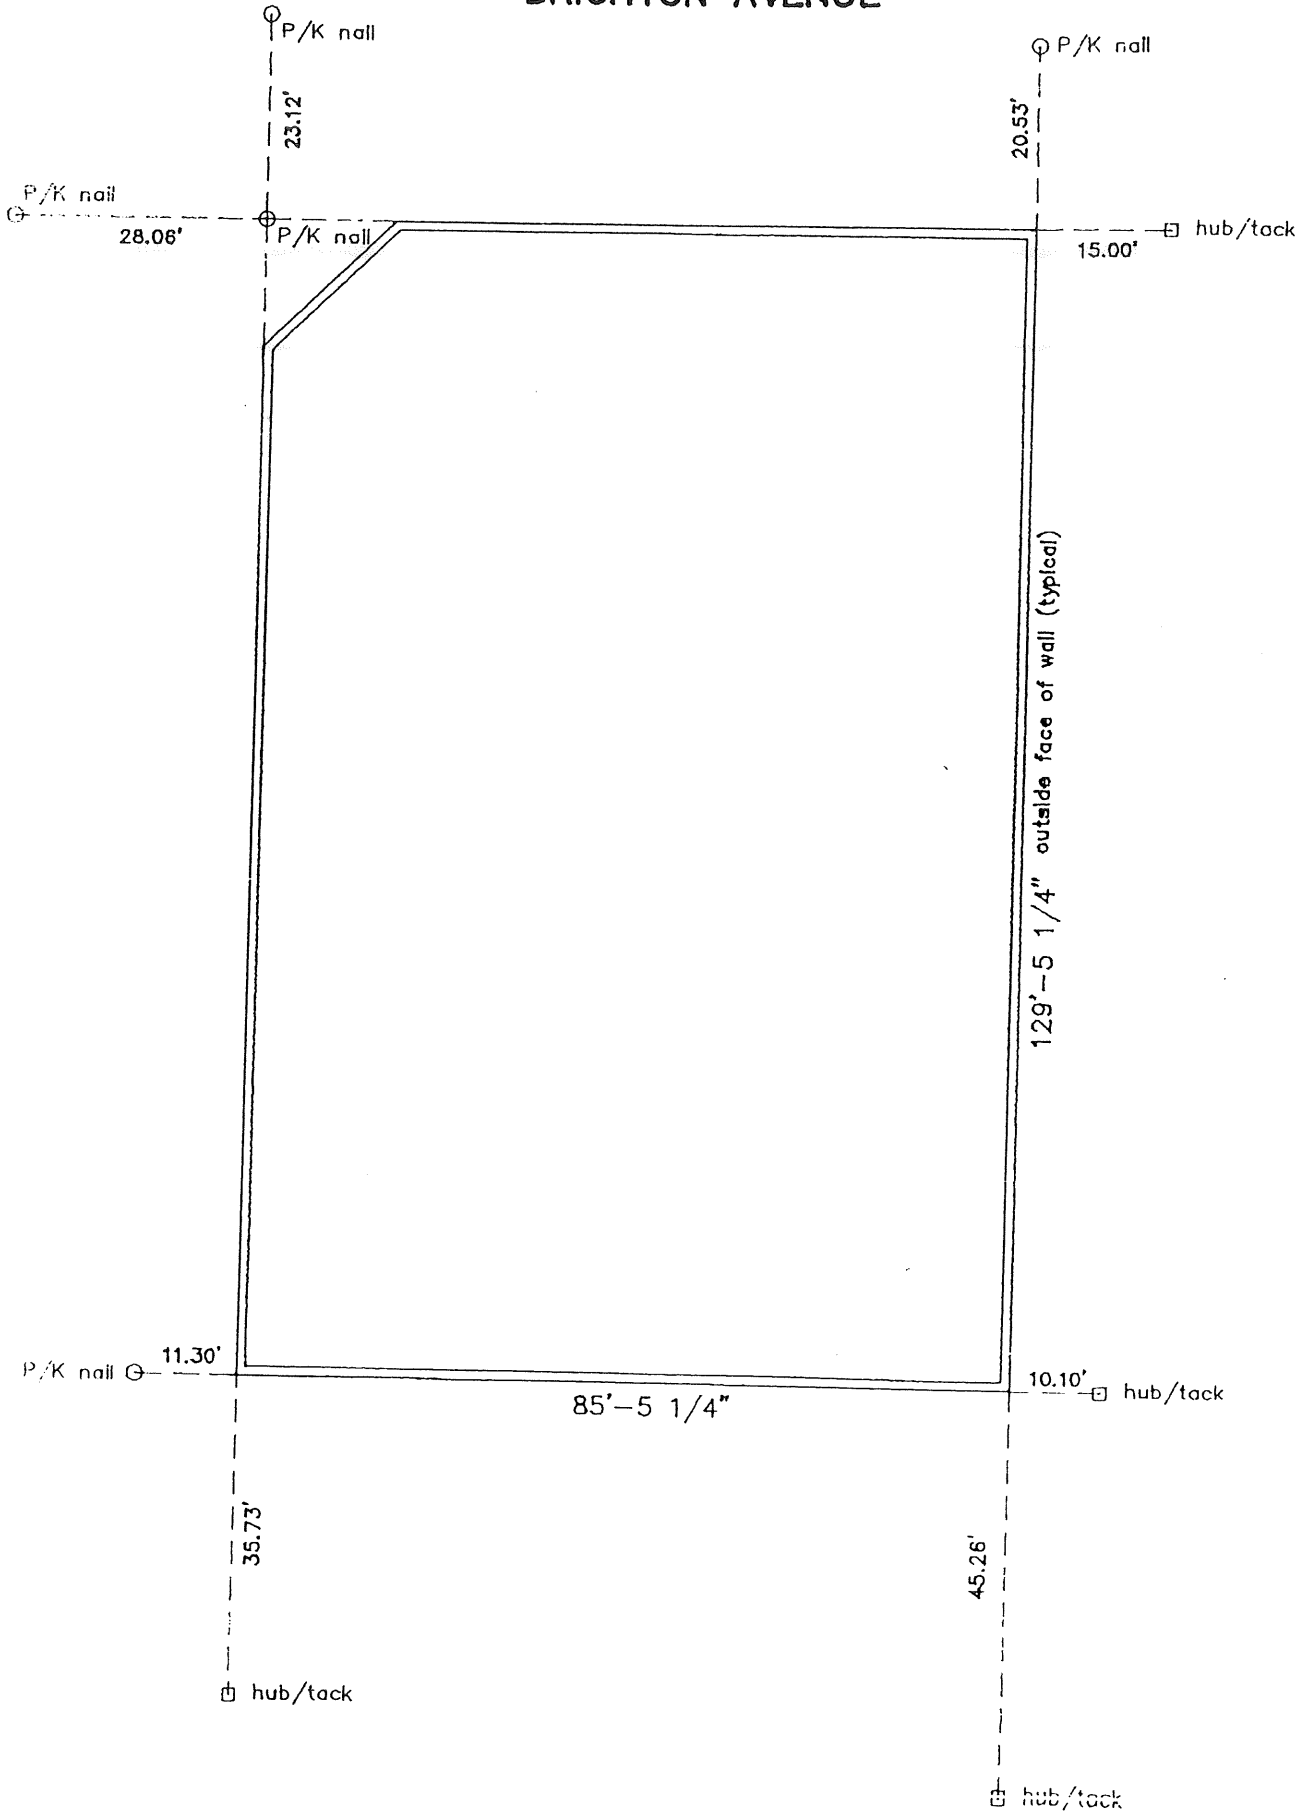 BRIGHTON AVENUE
P/K nail
P/K nail
23.12'
20.53'
P/K nail
28.06'
P/K nail
hub/tack
15.00'
129'-5 1/4" outside face of wall (typical)
P/K nail
11.30'
10.10'
hub/tack
85'-5 1/4"
35.73'
45.26'
hub/tack
hub/tack